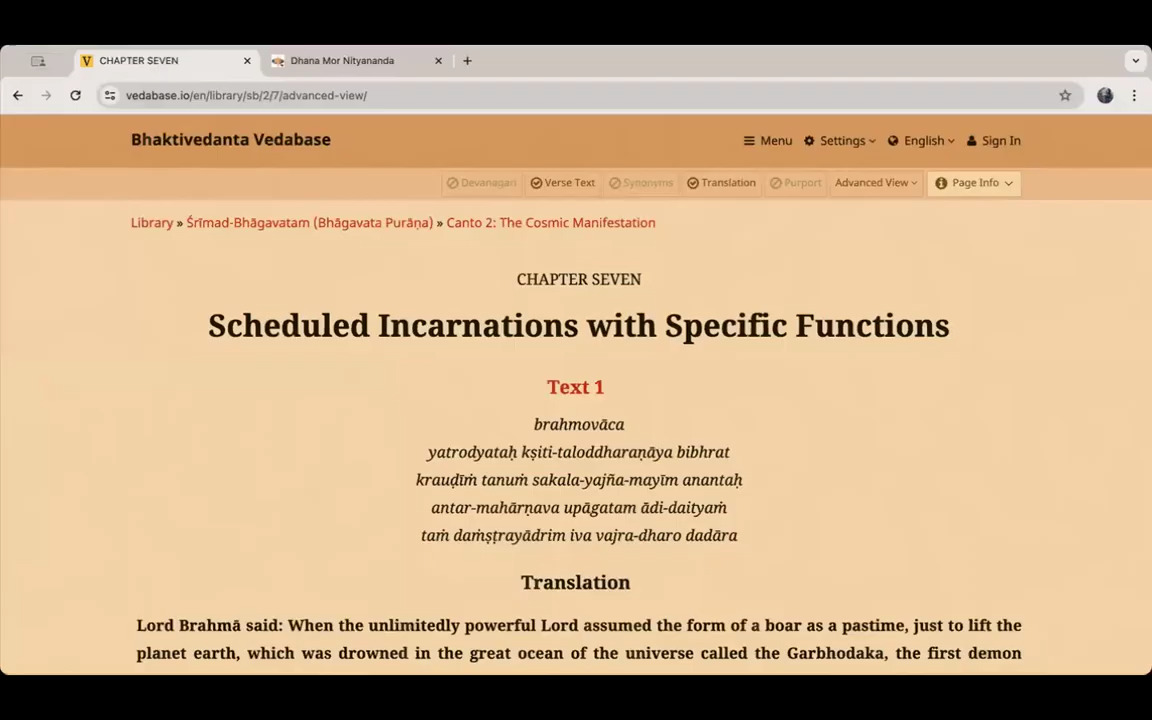 CHAPTER SEVEN
Dhana Mor Nityananda
vedabase.io/en/library/sb/2/7/advanced-view/
Bhaktivedanta Vedabase
Menu Settings English Sign In
Devanagari Verse Text Synonyms Translation Purport Advanced View Page Info
Library » Śrīmad-Bhāgavatam (Bhāgavata Purāṇa) » Canto 2: The Cosmic Manifestation
CHAPTER SEVEN
Scheduled Incarnations with Specific Functions
Text 1
brahmovāca
yatrodyataḥ kṣiti-taloddharaṇāya bibhrat
krauḍīṁ tanuṁ sakala-yajña-mayīm anantaḥ
antar-mahārṇava upāgatam ādi-daityaṁ
taṁ daṁṣṭrayādrim iva vajra-dharo dadāra
Translation
Lord Brahmā said: When the unlimitedly powerful Lord assumed the form of a boar as a pastime, just to lift the
planet earth, which was drowned in the great ocean of the universe called the Garbhodaka, the first demon